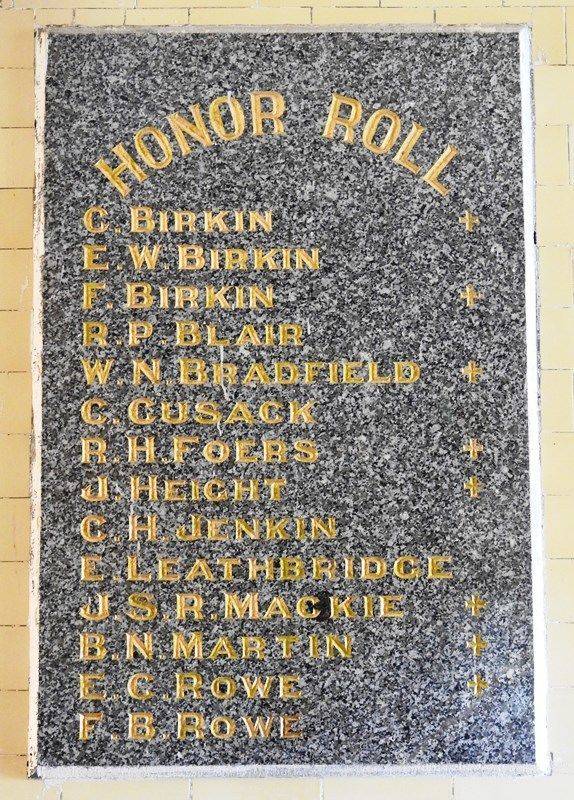 HONOR ROLL
C. BIRKIN +
E. W. BIRKIN
F. BIRKIN +
R. P. BLAIR
W. N. BRADFIELD +
C. CUSACK
R. H. FOERS +
J. HEIGHT +
C. H. JENKIN
E. LEATHBRIDGE
J. S. R. MACKIE +
B. N. MARTIN +
E. C. ROWE +
F. B. ROWE